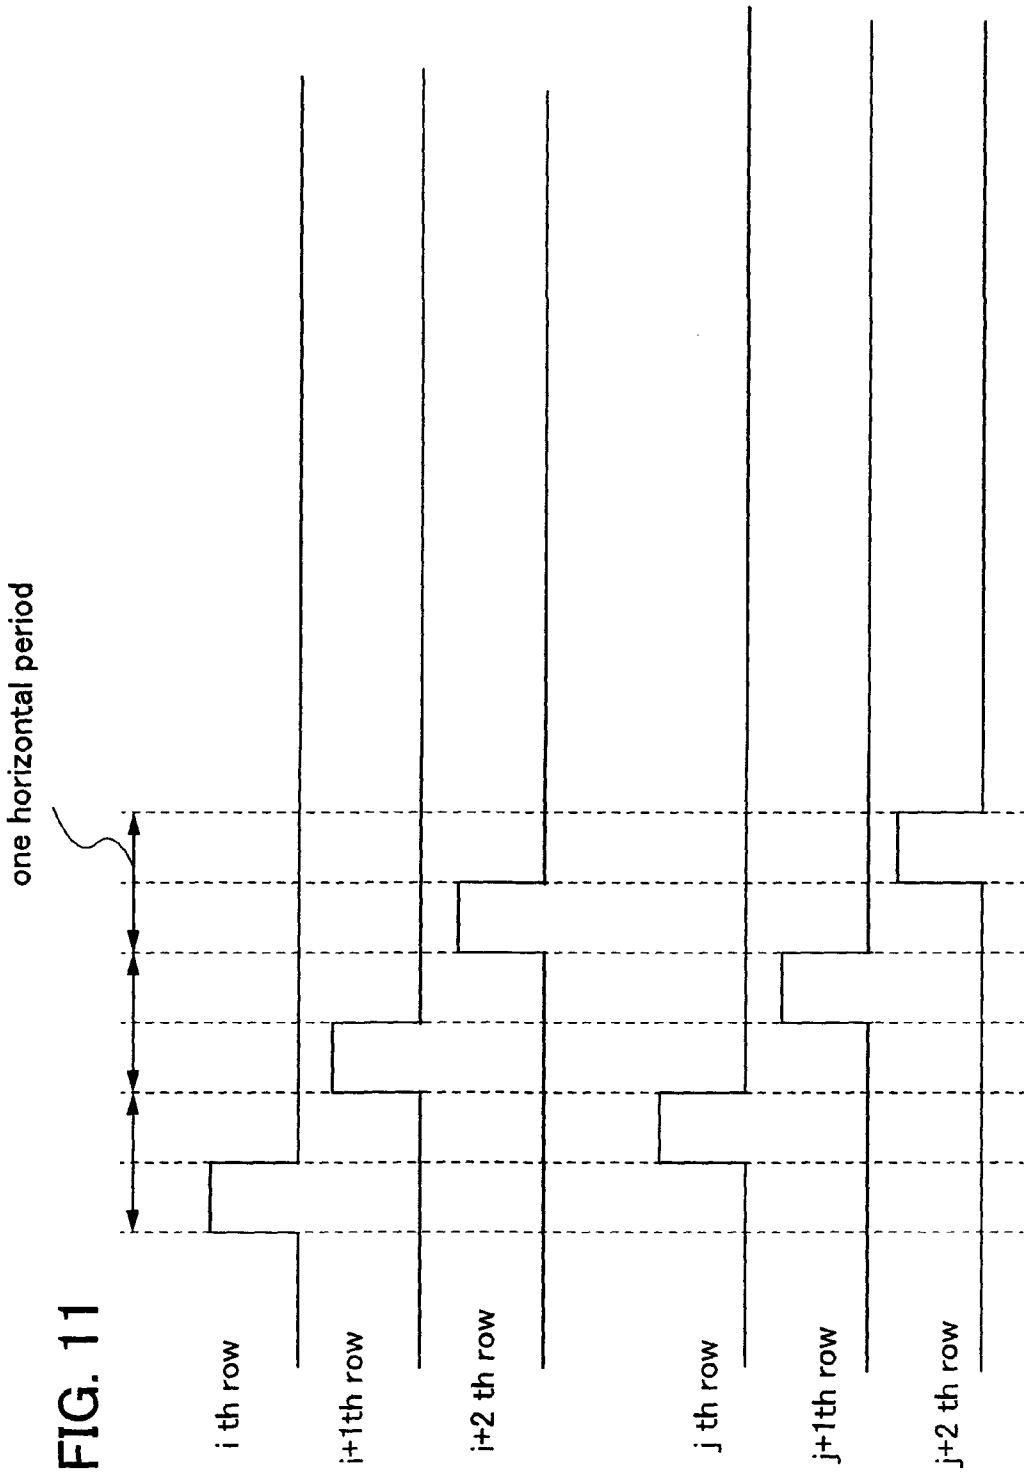 FIG. 11
one horizontal period
i th row
i+1th row
i+2 th row
j th row
j+1th row
j+2 th row